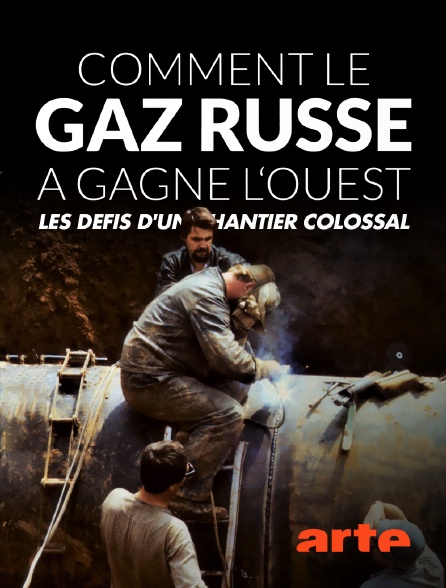 COMMENT LE
GAZ RUSSE
A GAGNE L‘OUEST
LES DEFIS D'UN CHANTIER COLOSSAL
arte